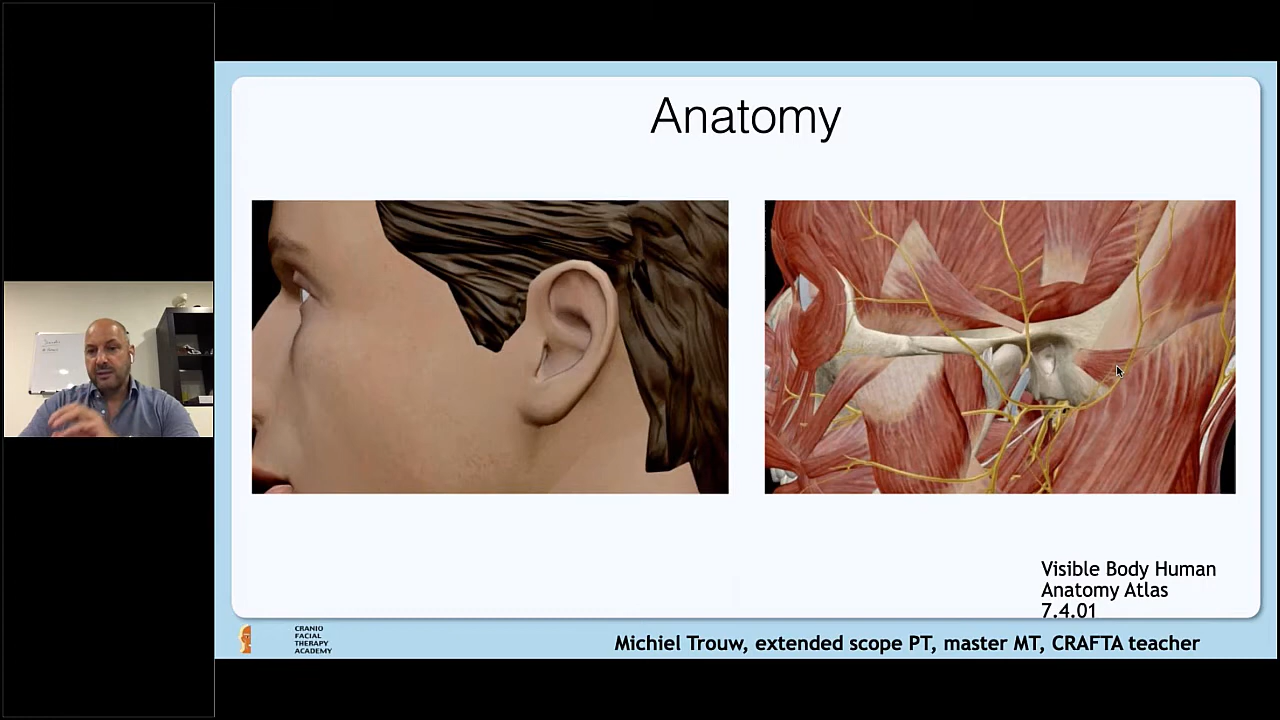 Anatomy
Visible Body Human
Anatomy Atlas
7.4.01
CRANIO
FACIAL
THERAPY
ACADEMY
Michiel Trouw, extended scope PT, master MT, CRAFTA teacher